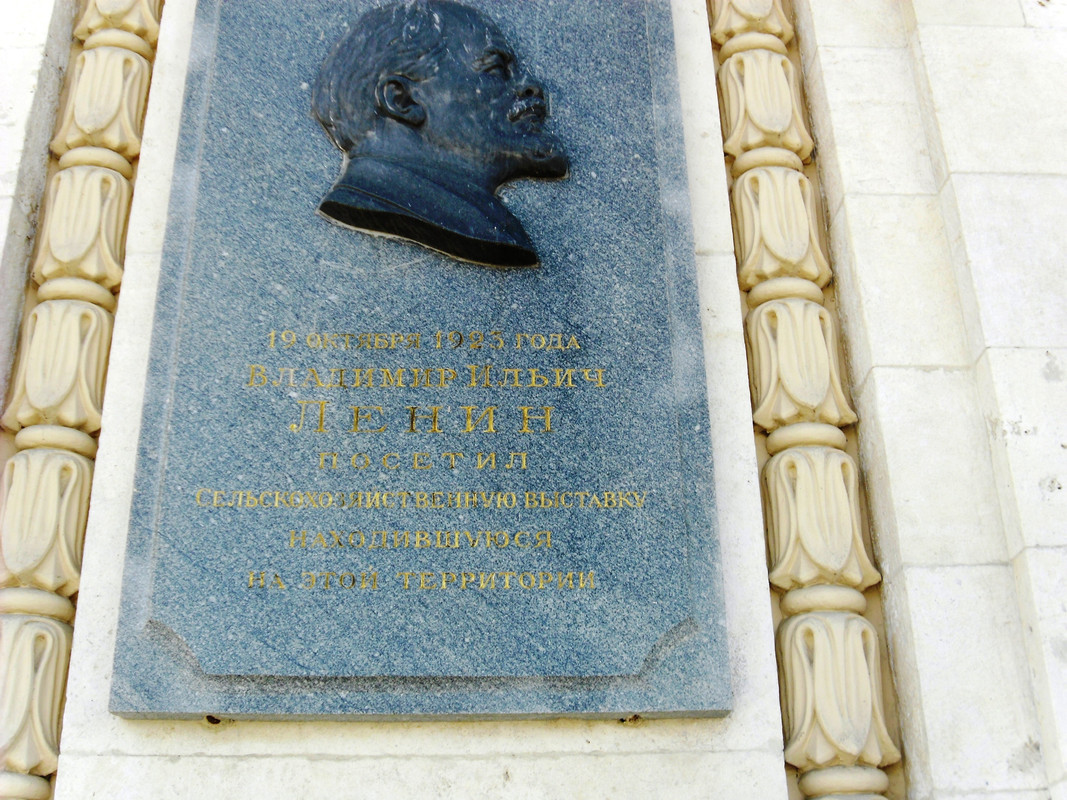 19 октября 1923 года
Владимир Ильич
Ленин
посетил
Сельскохозяйственную выставку
находившуюся
на этой территории